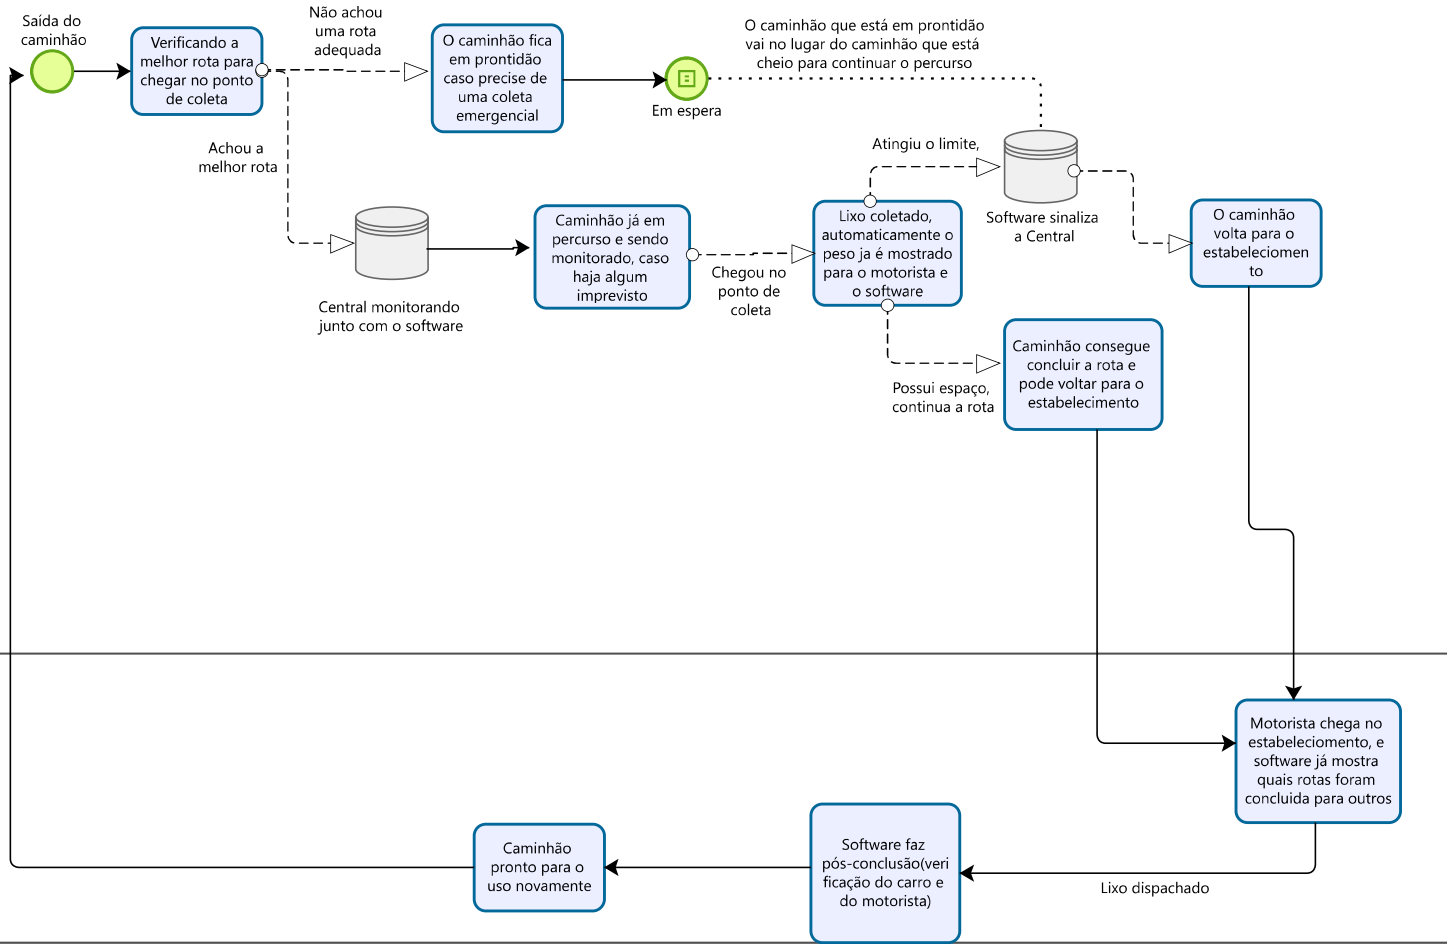 Saída do
caminhão
Verificando a
melhor rota para
chegar no ponto
de coleta
Não achou
uma rota
adequada
O caminhão fica
em prontidão
caso precise de
uma coleta
emergencial
Em espera
O caminhão que está em prontidão
vai no lugar do caminhão que está
cheio para continuar o percurso
Achou a
melhor rota
Central monitorando
junto com o software
Caminhão já em
percurso e sendo
monitorado, caso
haja algum
imprevisto
Chegou no
ponto de
coleta
Lixo coletado,
automaticamente o
peso ja é mostrado
para o motorista e
o software
Atingiu o limite,
Software sinaliza
a Central
O caminhão
volta para o
estabeleciomen
to
Possui espaço,
continua a rota
Caminhão consegue
concluir a rota e
pode voltar para o
estabelecimento
Motorista chega no
estabeleciomento, e
software já mostra
quais rotas foram
concluida para outros
Lixo dispachado
Software faz
pós-conclusão(veri
ficação do carro e
do motorista)
Caminhão
pronto para o
uso novamente